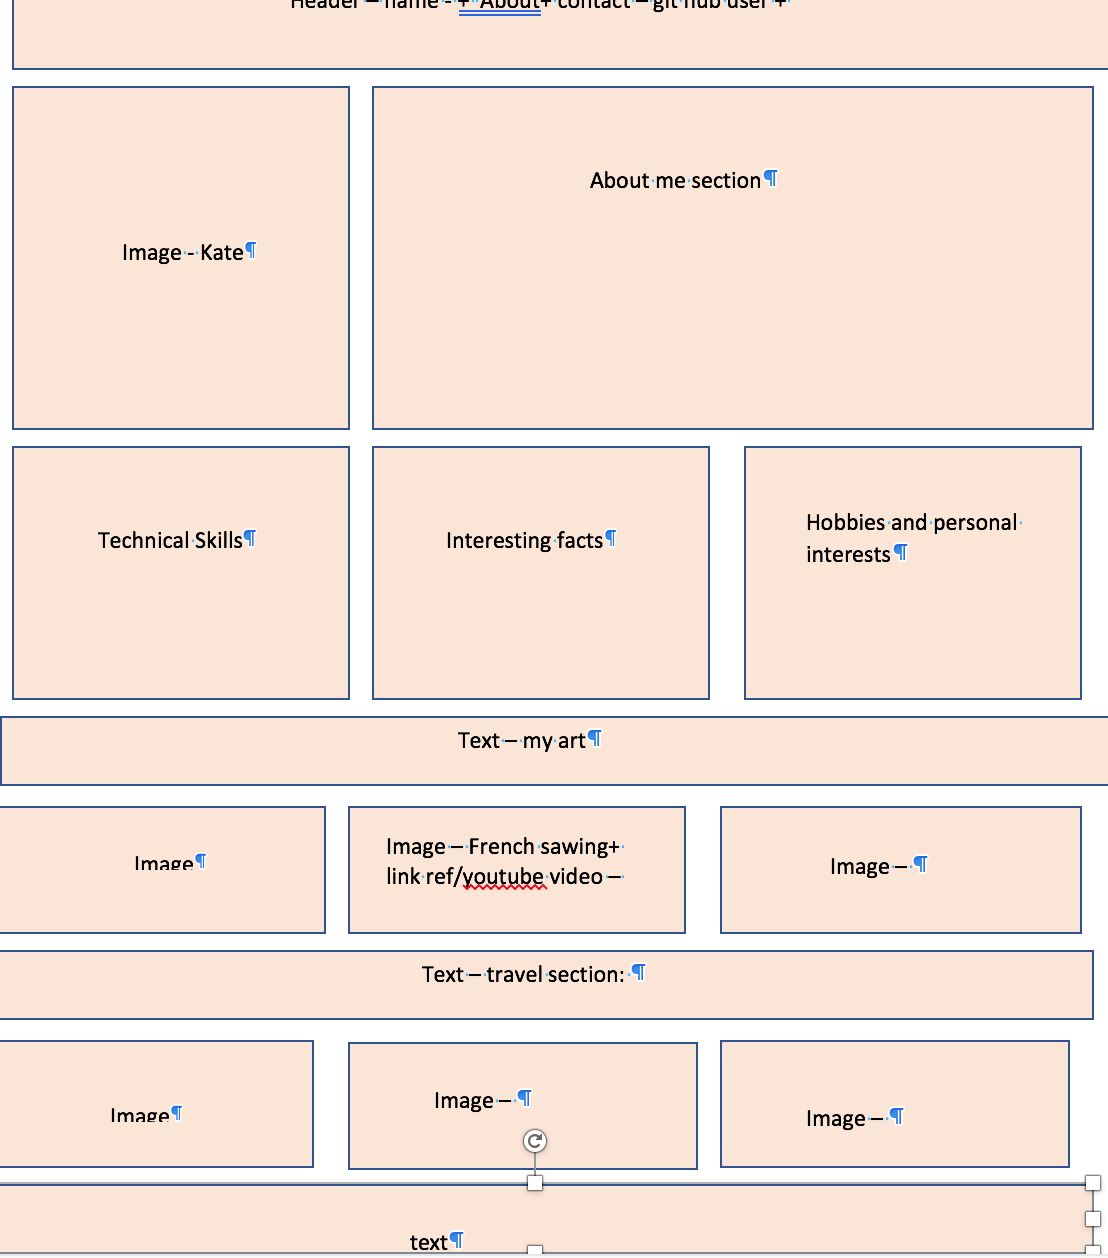 Header – name - + About+ contact – git hub user +
Image - Kate¶
About me section¶
Technical Skills¶
Interesting facts¶
Hobbies and personal
interests¶
Text – my art¶
Image¶
Image – French sawing+
link ref/youtube video –
Image – ¶
Text – travel section: ¶
Image¶
Image – ¶
Image – ¶
text¶